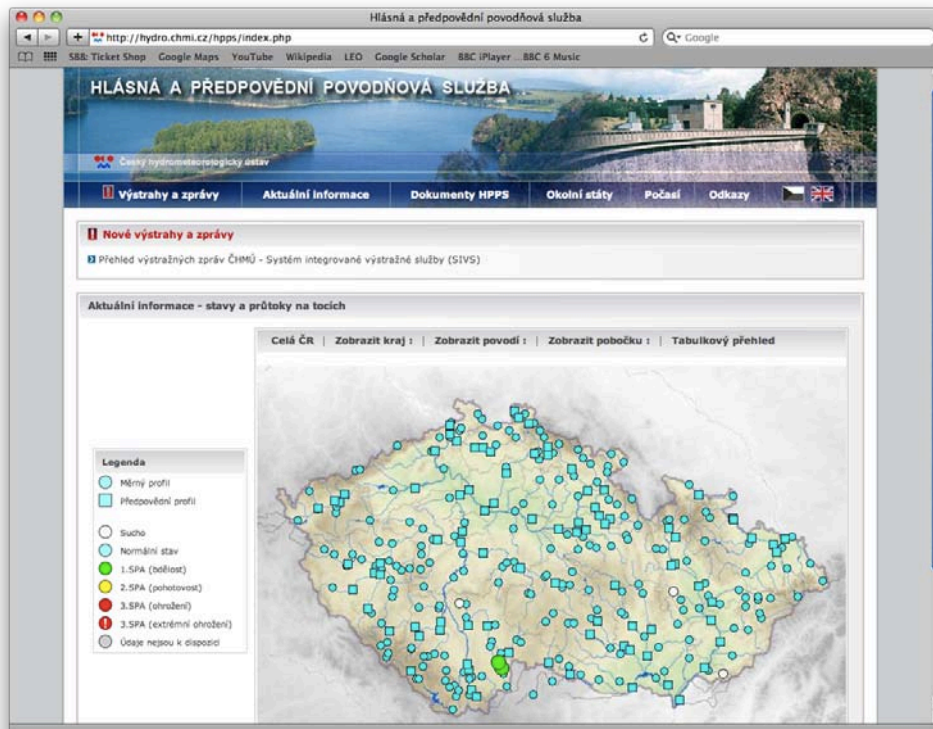 Hlásná a předpovědní povodňová služba
http://hydro.chmi.cz/hpps/index.php
Google
S88: Ticket Shop Google Maps YouTube Wikipedia LEO Google Scholar BBC iPlayer ... BBC 6 Music
HLÁSNÁ A PŘEDPOVĚDNÍ POVODŇOVÁ SLUŽBA
Český hydrometeorologický ústav
Výstrahy a zprávy Aktuální informace Dokumenty HPPS Okolní státy Počasí Odkazy
Nové výstrahy a zprávy
Přehled výstražných zpráv ČHMÚ - Systém integrované výstražné služby (SIVS)
Aktuální informace - stavy a průtoky na tocích
Celá ČR | Zobrazit kraj : | Zobrazit povodí : | Zobrazit pobočku : | Tabulkový přehled
Legenda
Měrný profil
Předpovědní profil
Sucho
Normální stav
1.SPA (bdělost)
2.SPA (pohotovost)
3.SPA (ohrožení)
3.SPA (extrémní ohrožení)
Údaje nejsou k dispozici